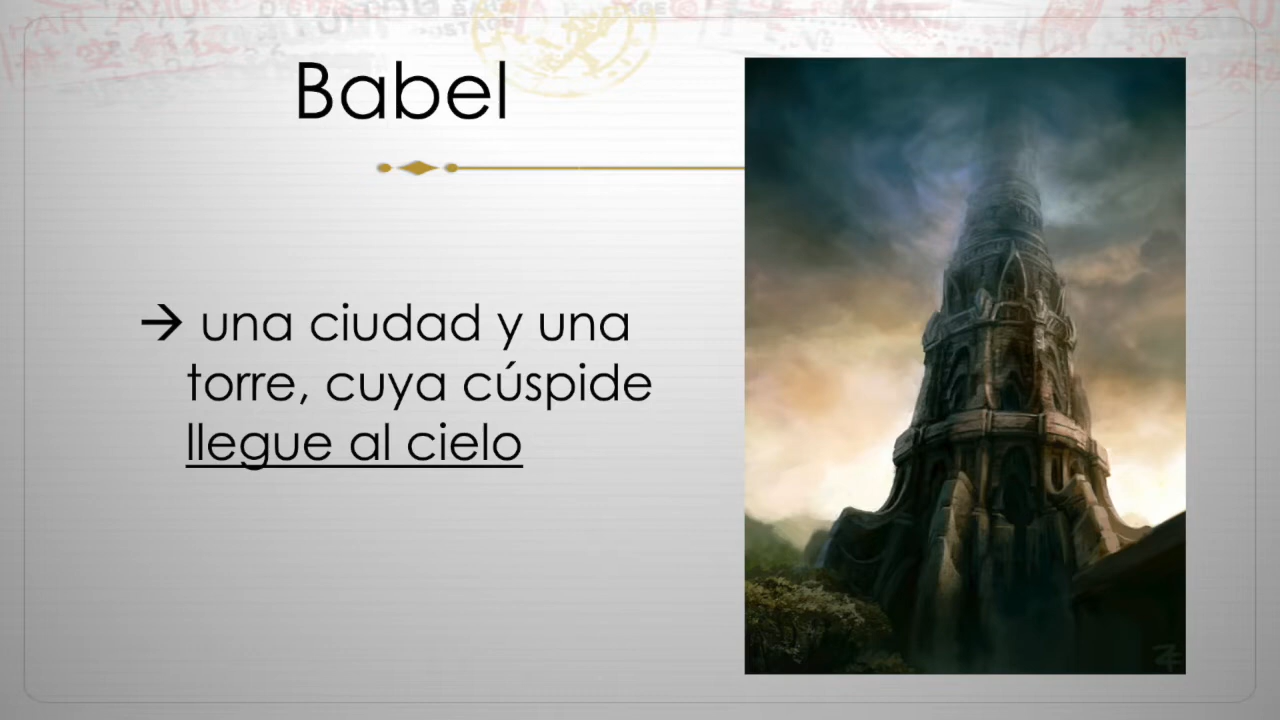 Babel
→ una ciudad y una
torre, cuya cúspide
llegue al cielo